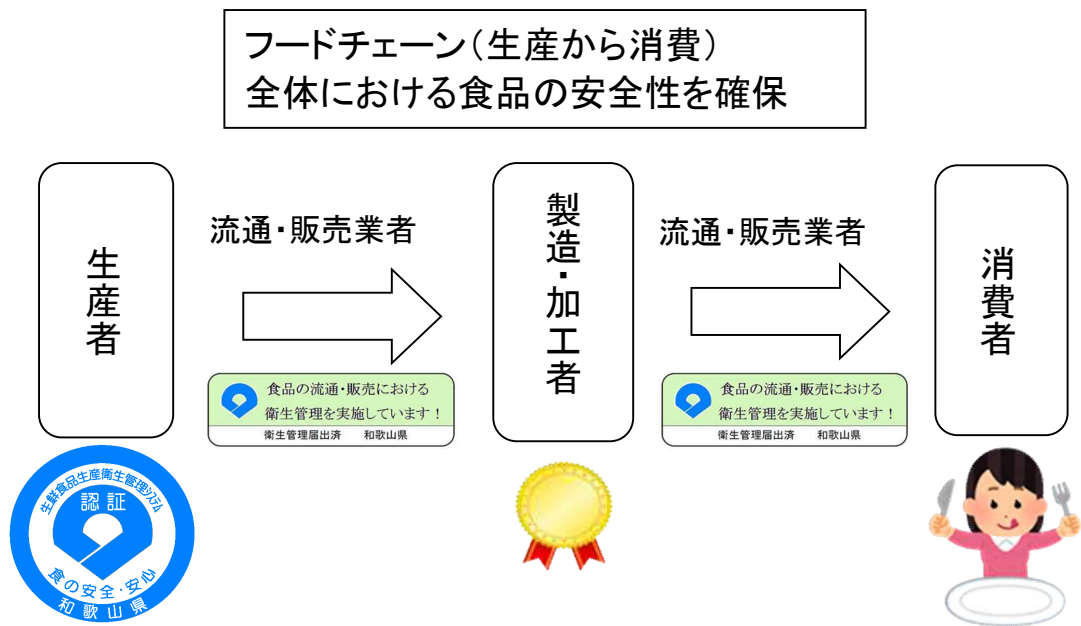 フードチェーン（生産から消費）
全体における食品の安全性を確保
生産者
流通・販売業者
食品の流通・販売における
衛生管理を実施しています！
衛生管理届出済　和歌山県
製造・加工者
流通・販売業者
食品の流通・販売における
衛生管理を実施しています！
衛生管理届出済　和歌山県
消費者
生鮮食品生産衛生管理システム
認証
食の安全・安心
和歌山県